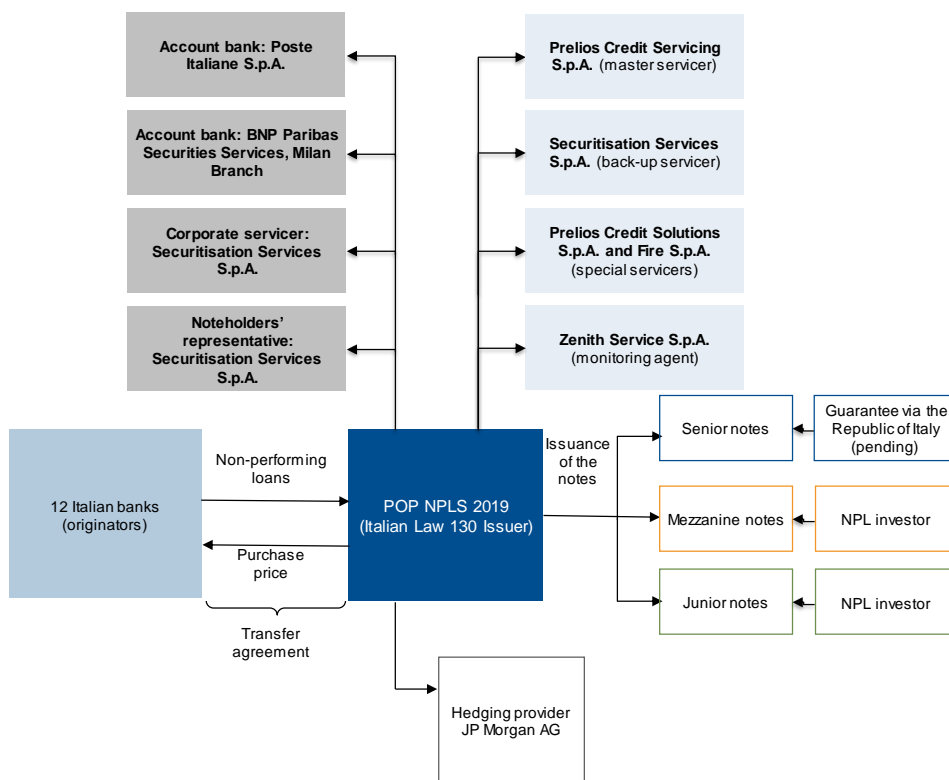 Account bank: Poste
Italiane S.p.A.
Account bank: BNP Paribas
Securities Services, Milan
Branch
Corporate servicer:
Securitisation Services
S.p.A.
Noteholders'
representative:
Securitisation Services
S.p.A.
Prelios Credit Servicing
S.p.A. (master servicer)
Securitisation Services
S.p.A. (back-up servicer)
Prelios Credit Solutions
S.p.A. and Fire S.p.A.
(special servicers)
Zenith Service S.p.A.
(monitoring agent)
12 Italian banks
(originators)
Non-performing
loans
Purchase
price
Transfer
agreement
POP NPLS 2019
(Italian Law 130 Issuer)
Issuance
of the
notes
Senior notes
Guarantee via the
Republic of Italy
(pending)
Mezzanine notes
NPL investor
Junior notes
NPL investor
Hedging provider
JP Morgan AG